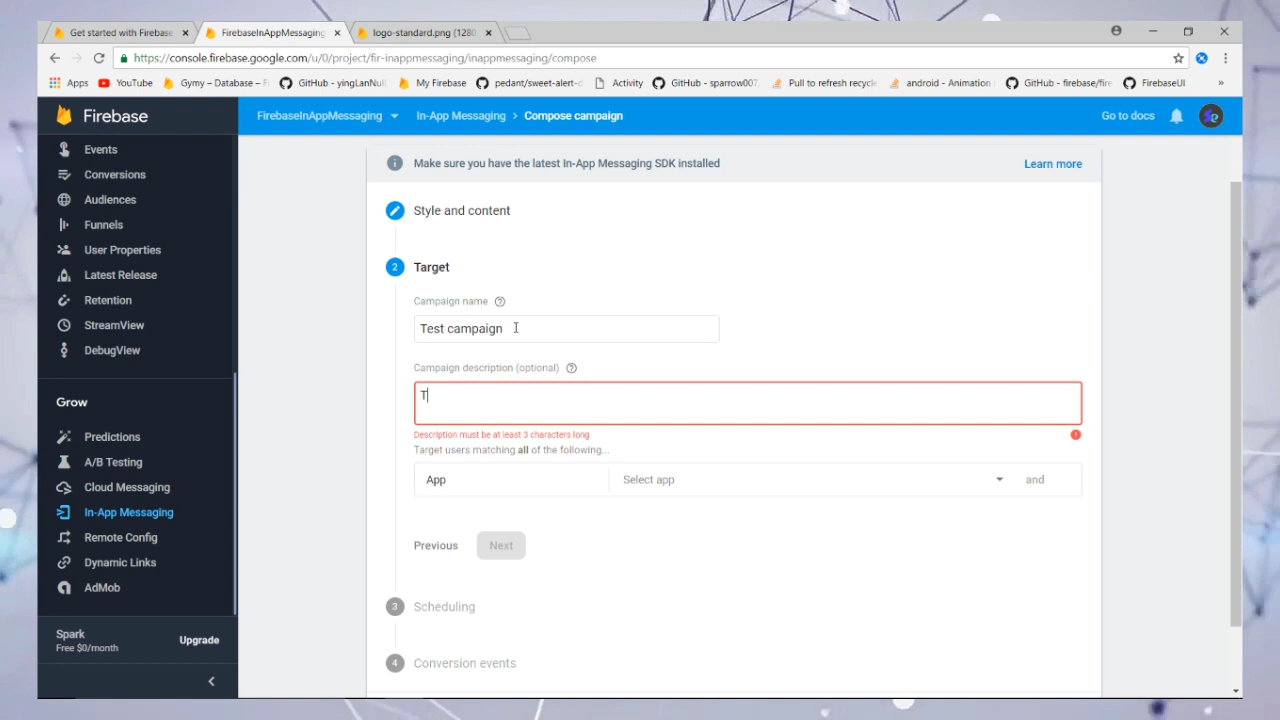 Get started with Firebase
FirebaseInAppMessaging
logo-standard.png (1280
https://console.firebase.google.com/u/0/project/fir-inappmessaging/inappmessaging/compose
Apps
YouTube
Gymy – Database – F
GitHub - yingLanNull
My Firebase
pedant/sweet-alert-d
Activity
GitHub - sparrow007
Pull to refresh recycle
android - Animation
GitHub - firebase/fire
FirebaseUI
»
Firebase
FirebaseInAppMessaging
In-App Messaging > Compose campaign
Go to docs
Events
Conversions
Audiences
Funnels
User Properties
Latest Release
Retention
StreamView
DebugView
Grow
Predictions
A/B Testing
Cloud Messaging
In-App Messaging
Remote Config
Dynamic Links
AdMob
Spark
Free $0/month
Upgrade
Make sure you have the latest In-App Messaging SDK installed
Learn more
Style and content
2 Target
Campaign name
Test campaign
Campaign description (optional)
T
Description must be at least 3 characters long
Target users matching all of the following...
App
Select app
and
Previous
Next
3 Scheduling
4 Conversion events